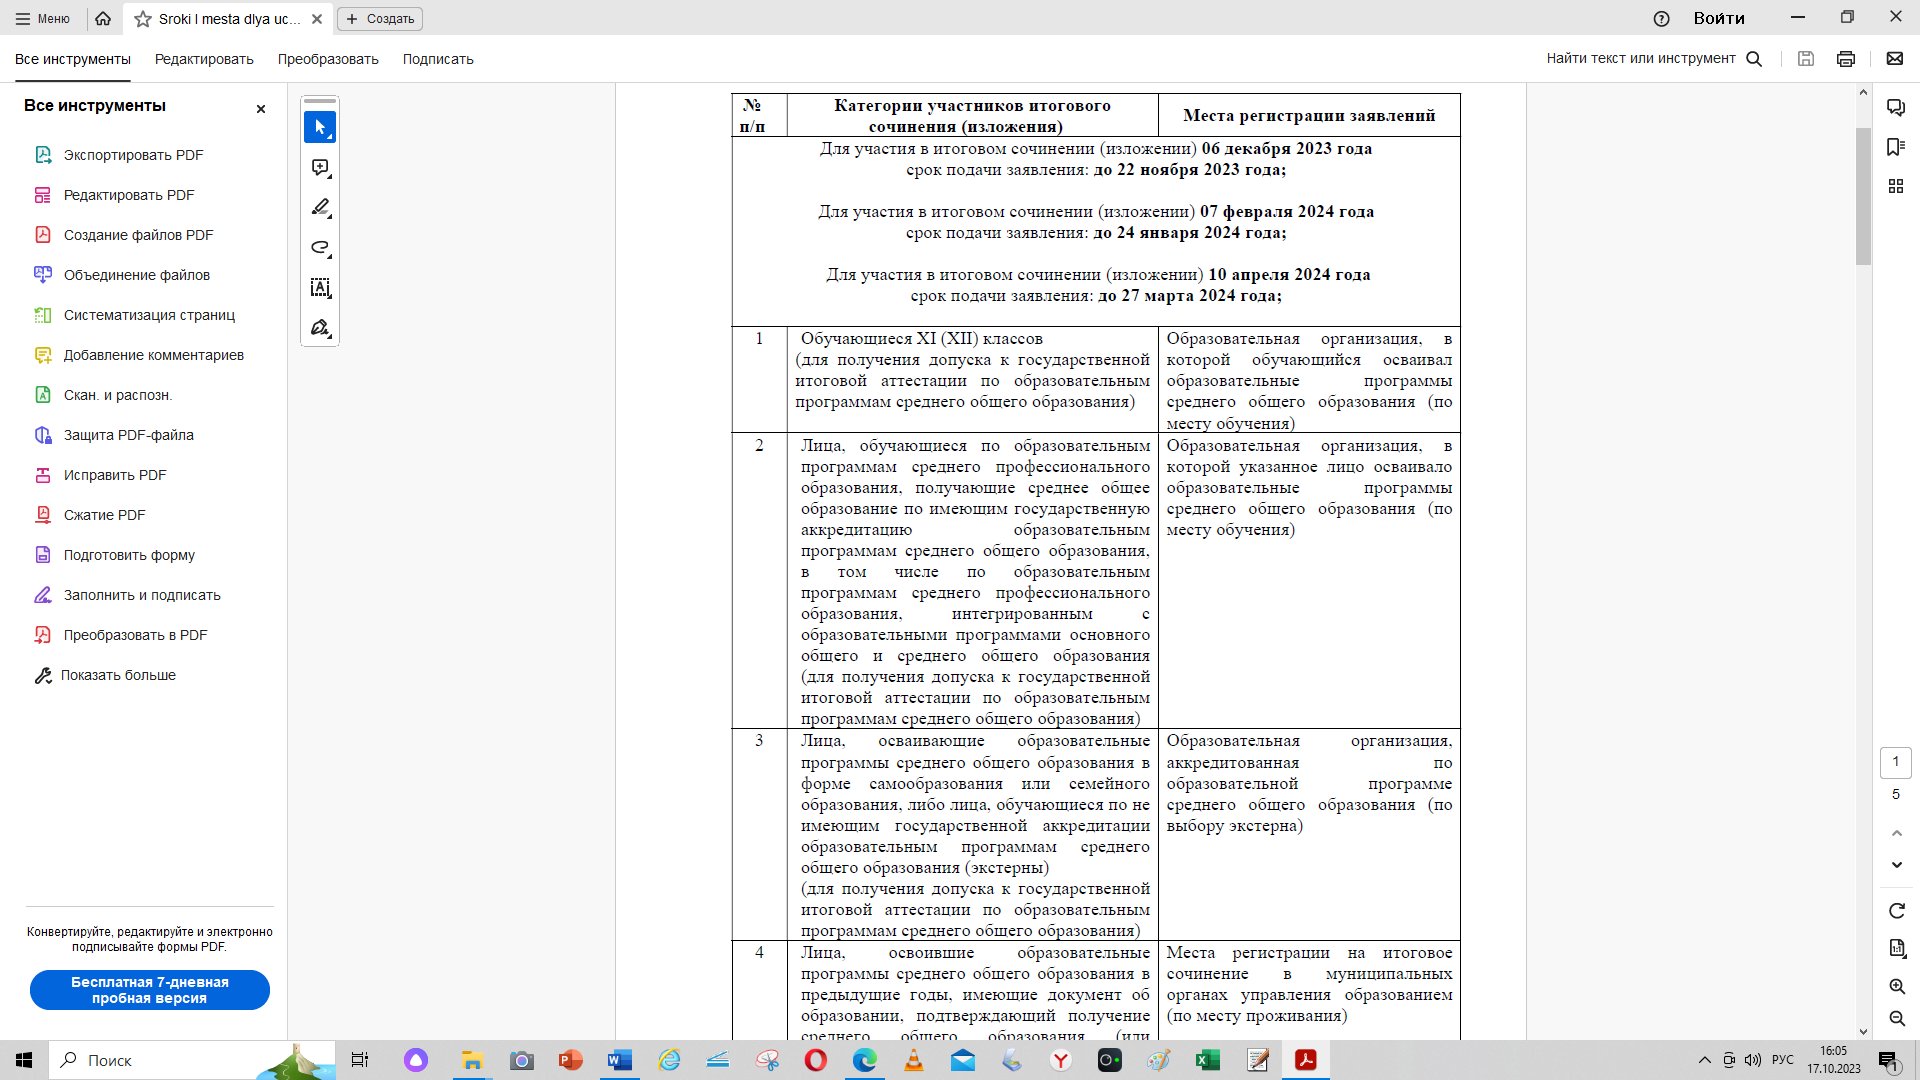 Меню
Sroki I mesta dlya uc...
Создать
Войти
Все инструменты
Редактировать
Преобразовать
Подписать
Найти текст или инструмент
Все инструменты
Экспортировать PDF
Редактировать PDF
Создание файлов PDF
Объединение файлов
Систематизация страниц
Добавление комментариев
Скан. и распозн.
Защита PDF-файла
Исправить PDF
Сжатие PDF
Подготовить форму
Заполнить и подписать
Преобразовать в PDF
Показать больше
Конвертируйте, редактируйте и электронно
подписывайте формы PDF.
Бесплатная 7-дневная
пробная версия
№
п/п
Категории участников итогового
сочинения (изложения)
Места регистрации заявлений
Для участия в итоговом сочинении (изложении) 06 декабря 2023 года
срок подачи заявления: до 22 ноября 2023 года;
Для участия в итоговом сочинении (изложении) 07 февраля 2024 года
срок подачи заявления: до 24 января 2024 года;
Для участия в итоговом сочинении (изложении) 10 апреля 2024 года
срок подачи заявления: до 27 марта 2024 года;
1
Обучающиеся XI (XII) классов
(для получения допуска к государственной
итоговой аттестации по образовательным
программам среднего общего образования)
Образовательная организация, в
которой обучающийся осваивал
образовательные программы
среднего общего образования (по
месту обучения)
2
Лица, обучающиеся по образовательным
программам среднего профессионального
образования, получающие среднее общее
образование по имеющим государственную
аккредитацию образовательным
программам среднего общего образования,
в том числе по образовательным
программам среднего профессионального
образования, интегрированным с
образовательными программами основного
общего и среднего общего образования
(для получения допуска к государственной
итоговой аттестации по образовательным
программам среднего общего образования)
Образовательная организация, в
которой указанное лицо осваивало
образовательные программы
среднего общего образования (по
месту обучения)
3
Лица, осваивающие образовательные
программы среднего общего образования в
форме самообразования или семейного
образования, либо лица, обучающиеся по не
имеющим государственной аккредитации
образовательным программам среднего
общего образования (экстерны)
(для получения допуска к государственной
итоговой аттестации по образовательным
программам среднего общего образования)
Образовательная организация,
аккредитованная по
образовательной программе
среднего общего образования (по
выбору экстерна)
4
Лица, освоившие образовательные
программы среднего общего образования в
предыдущие годы, имеющие документ об
образовании, подтверждающий получение
среднего общего образования (или
Места регистрации на итоговое
сочинение в муниципальных
органах управления образованием
(по месту проживания)
1
5
Поиск
РУС
16:05
17.10.2023
1